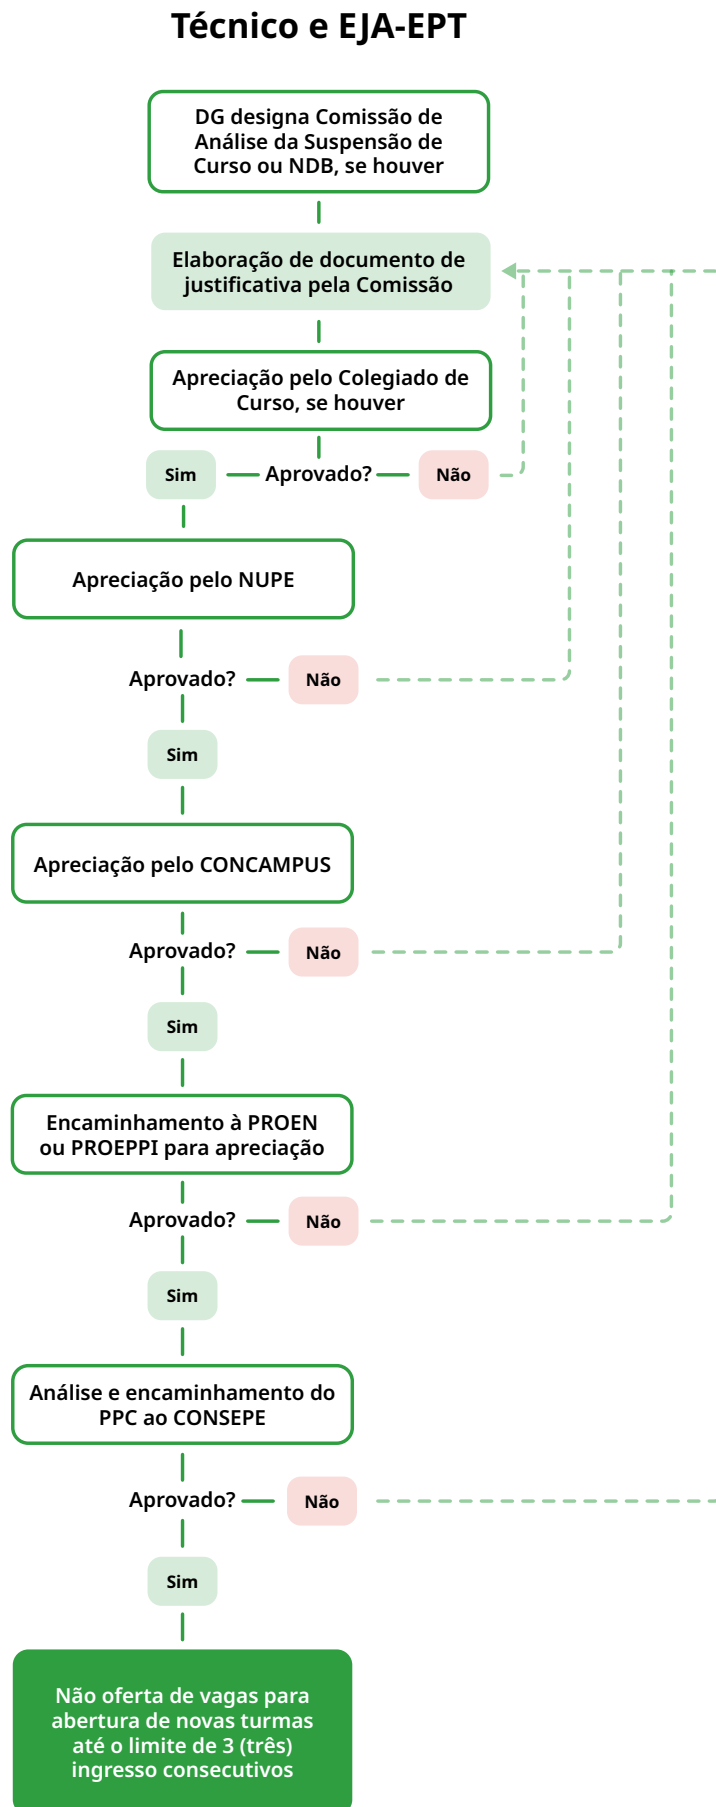 Técnico e EJA-EPT
DG designa Comissão de
Análise da Suspensão de
Curso ou NDB, se houver
Elaboração de documento de
justificativa pela Comissão
Apreciação pelo Colegiado de
Curso, se houver
Sim
Aprovado?
Não
Apreciação pelo NUPE
Aprovado?
Não
Sim
Apreciação pelo CONCAMPUS
Aprovado?
Não
Sim
Encaminhamento à PROEN
ou PROEPPI para apreciação
Aprovado?
Não
Sim
Análise e encaminhamento do
PPC ao CONSEPE
Aprovado?
Não
Sim
Não oferta de vagas para
abertura de novas turmas
até o limite de 3 (três)
ingresso consecutivos